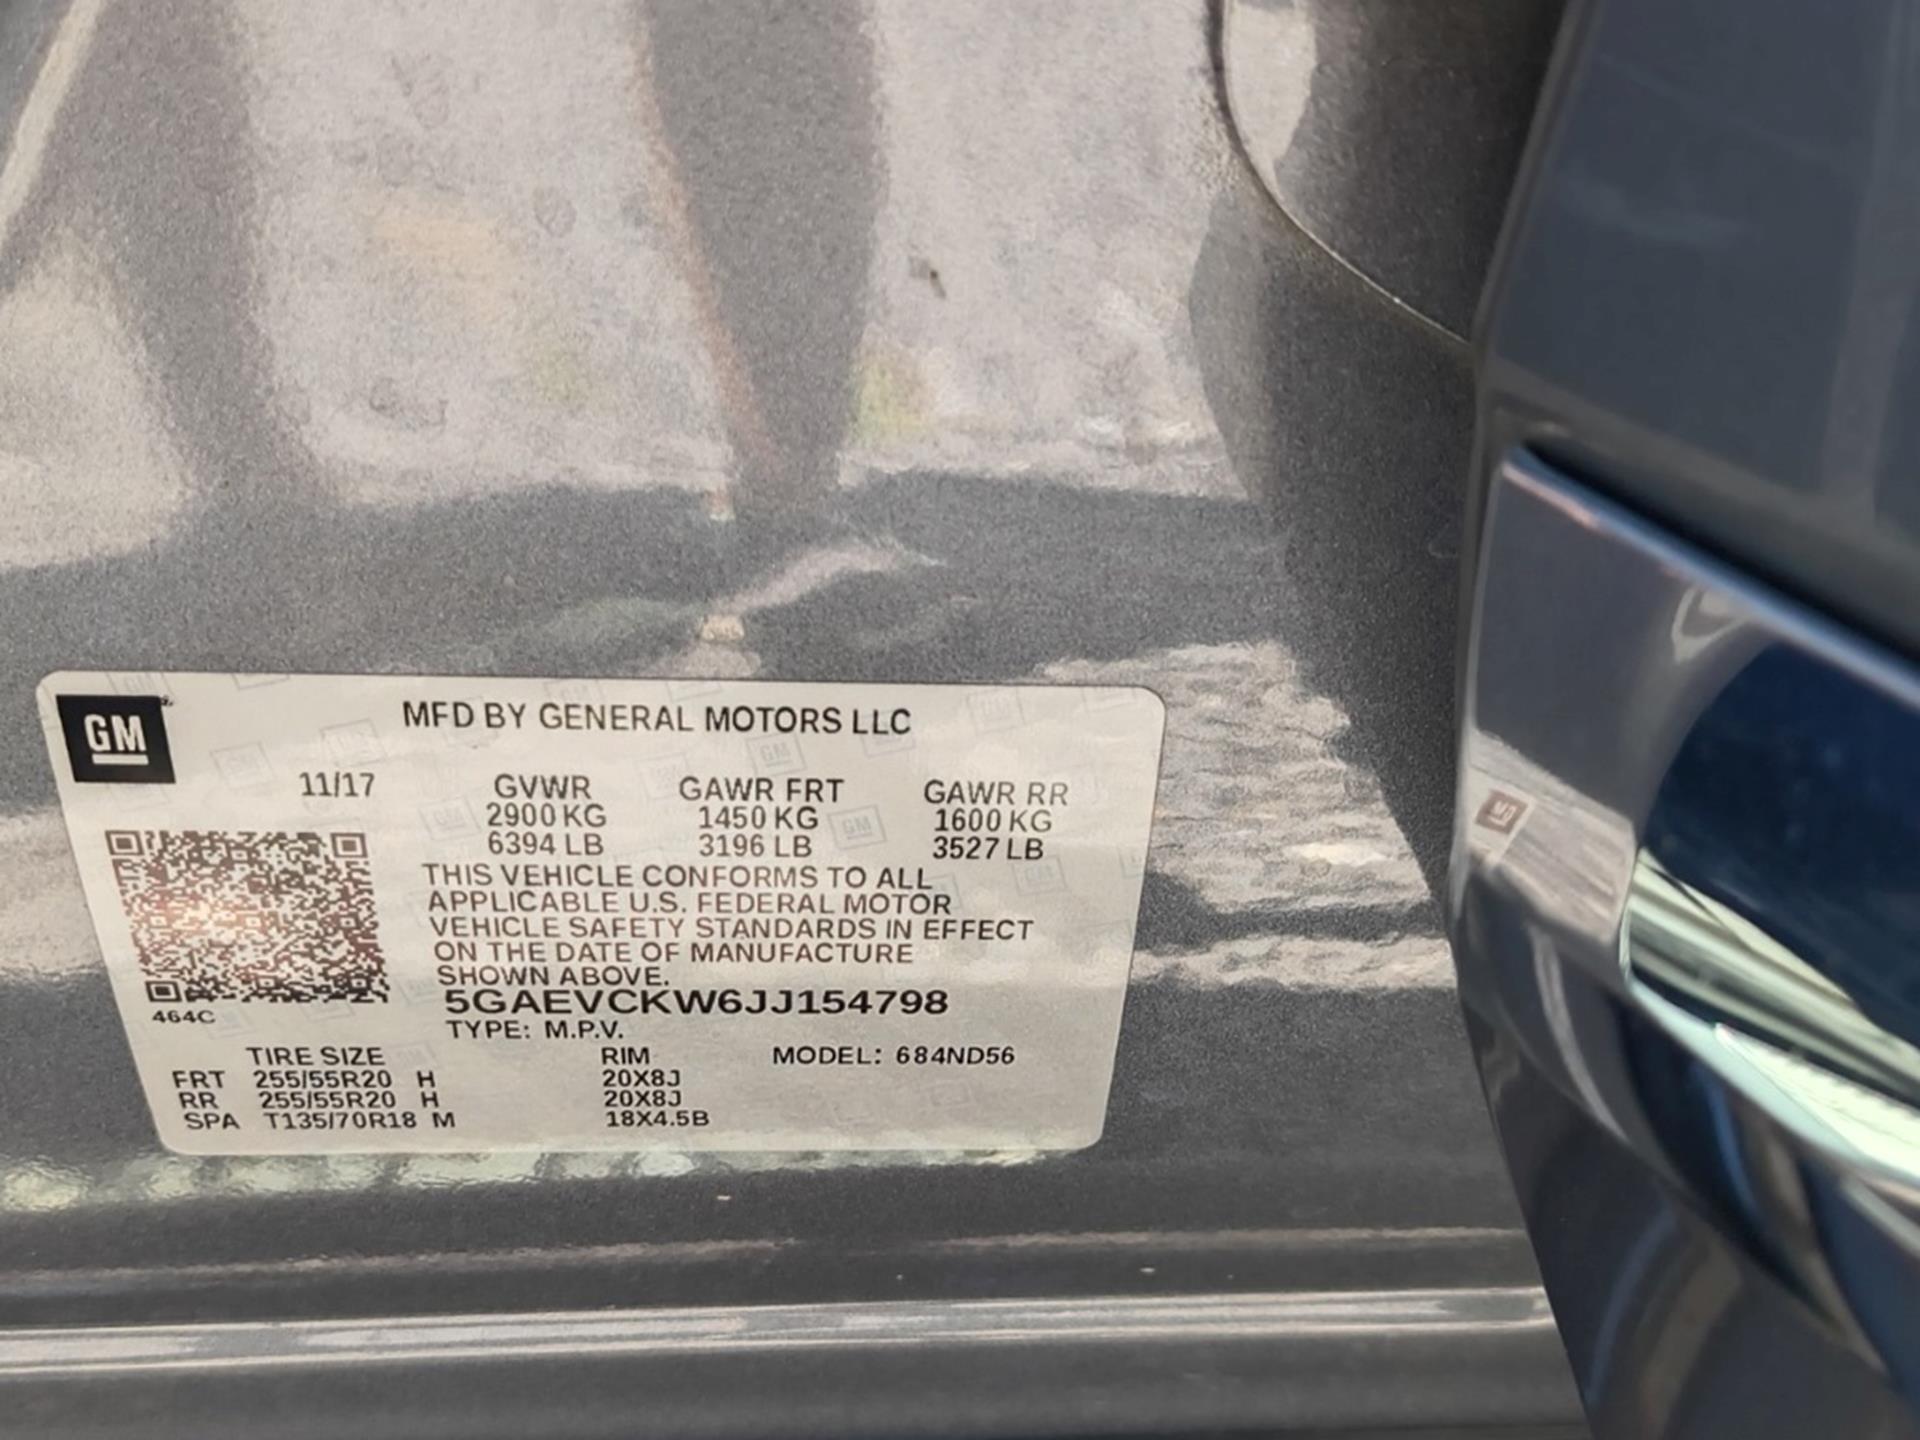 GM
MFD BY GENERAL MOTORS LLC
11/17 GVWR GAWR FRT GAWR RR
2900 KG 1450 KG 1600 KG
6394 LB 3196 LB 3527 LB
THIS VEHICLE CONFORMS TO ALL
APPLICABLE U.S. FEDERAL MOTOR
VEHICLE SAFETY STANDARDS IN EFFECT
ON THE DATE OF MANUFACTURE
SHOWN ABOVE.
5GAEVCKW6JJ154798
464C
TYPE: M.P.V.
TIRE SIZE RIM MODEL: 684ND56
FRT 255/55R20 H 20X8J
RR 255/55R20 H 20X8J
SPA T135/70R18 M 18X4.5B